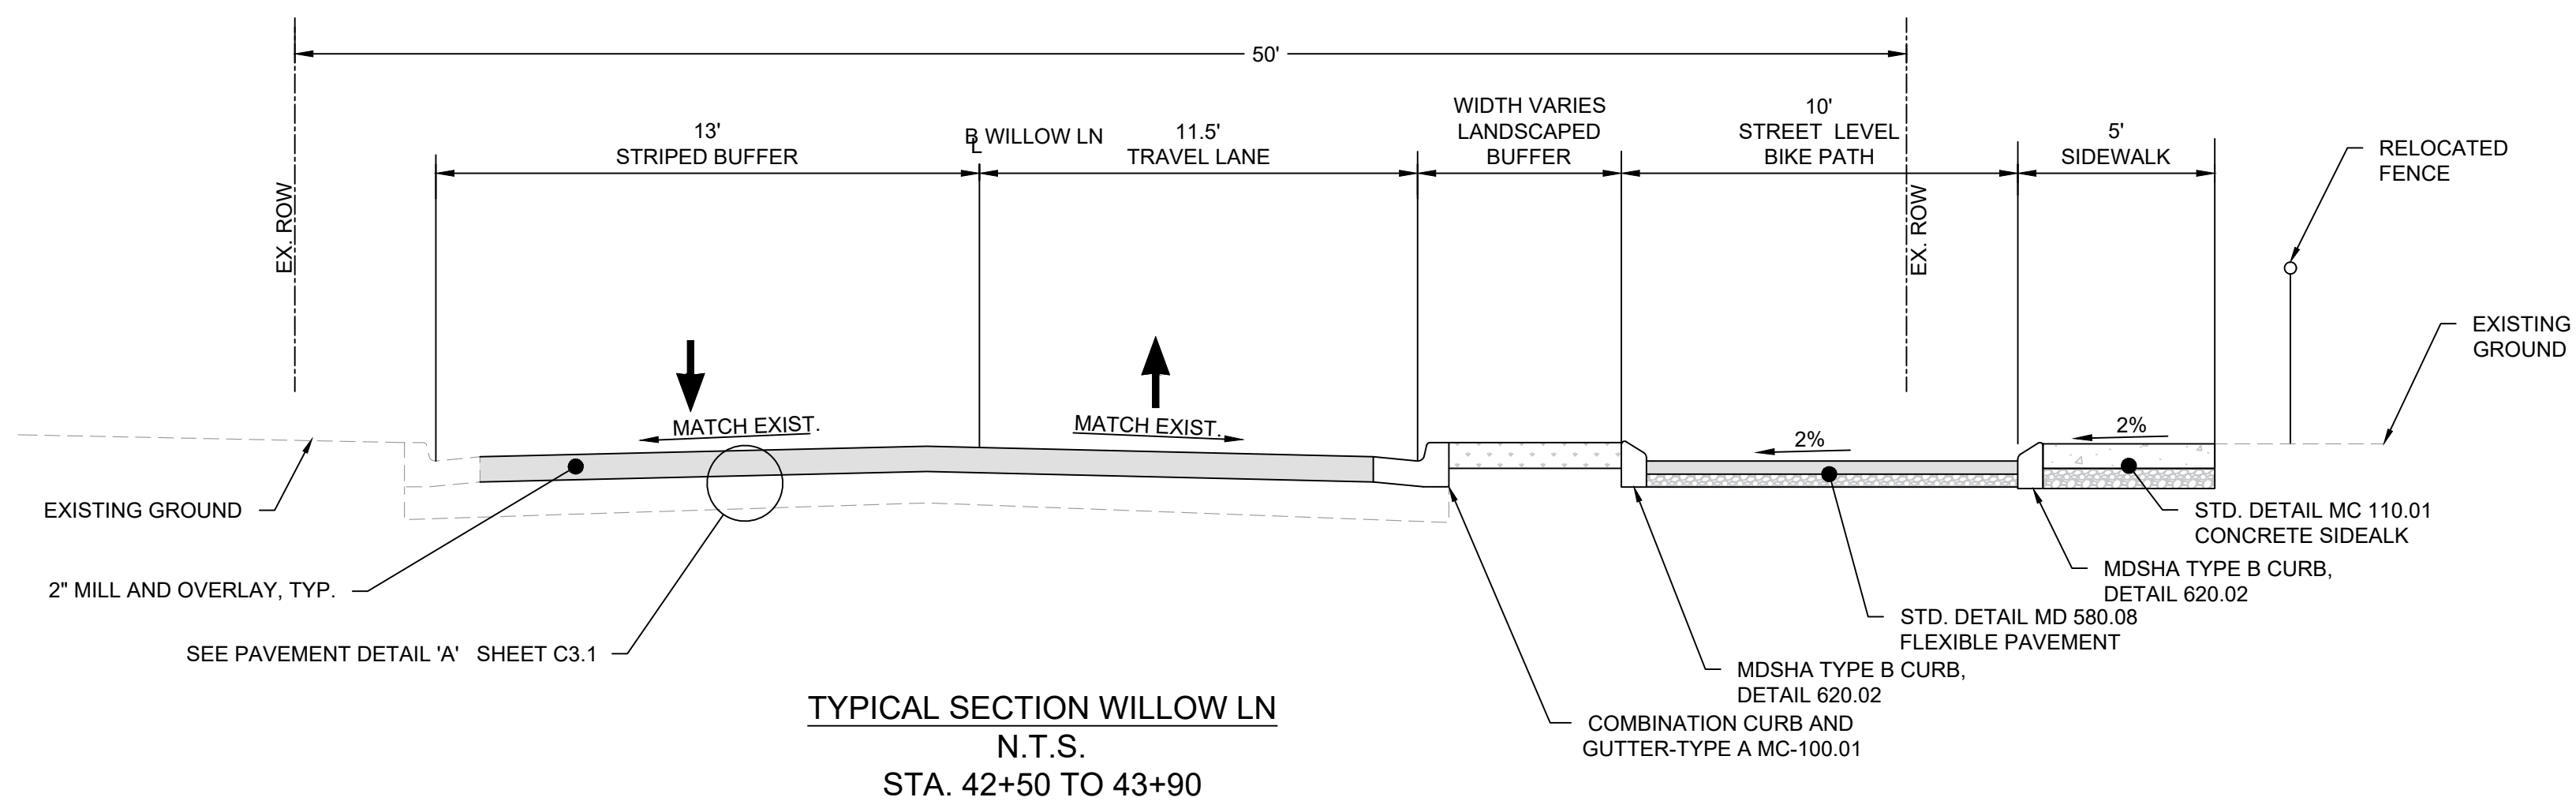 50'
WIDTH VARIES
LANDSCAPED
BUFFER
10'
STREET LEVEL
BIKE PATH
13'
STRIPED BUFFER
BL WILLOW LN
11.5'
TRAVEL LANE
5'
SIDEWALK
RELOCATED
FENCE
EX. ROW
EX. ROW
EXISTING
GROUND
MATCH EXIST.
MATCH EXIST.
2%
2%
EXISTING GROUND
STD. DETAIL MC 110.01
CONCRETE SIDEALK
2" MILL AND OVERLAY, TYP.
MDSHA TYPE B CURB,
DETAIL 620.02
STD. DETAIL MD 580.08
FLEXIBLE PAVEMENT
SEE PAVEMENT DETAIL 'A' SHEET C3.1
MDSHA TYPE B CURB,
DETAIL 620.02
COMBINATION CURB AND
GUTTER-TYPE A MC-100.01
TYPICAL SECTION WILLOW LN
N.T.S.
STA. 42+50 TO 43+90